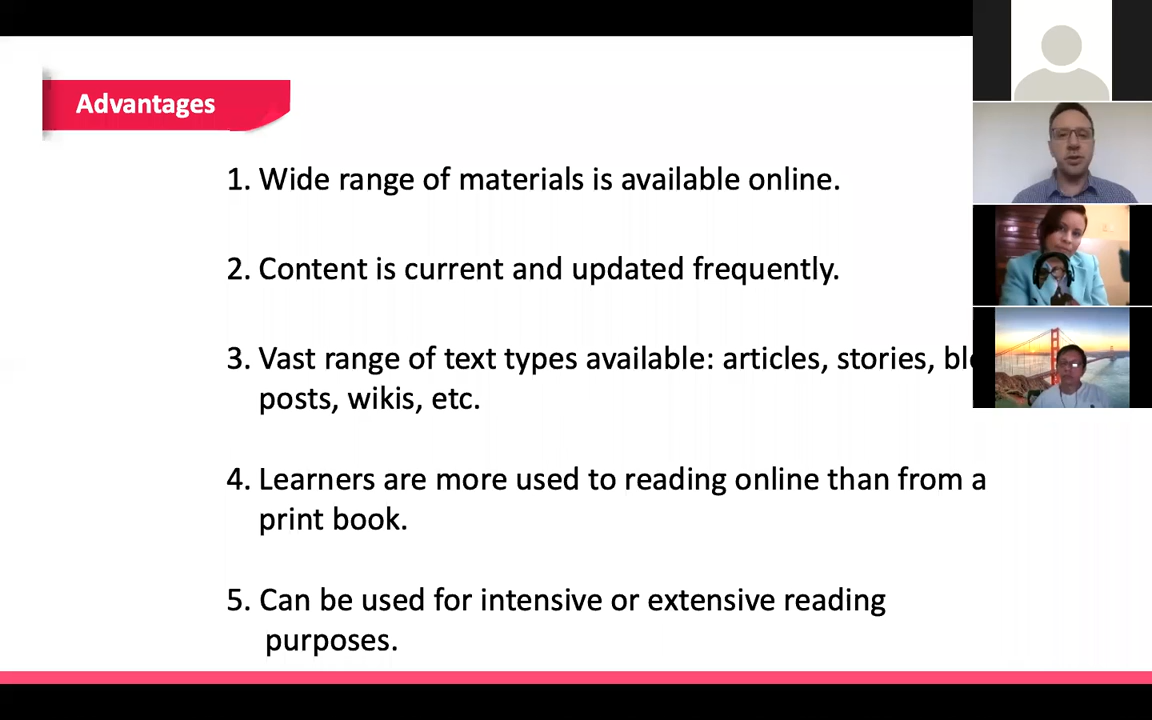 Advantages
1. Wide range of materials is available online.
2. Content is current and updated frequently.
3. Vast range of text types available: articles, stories,
posts, wikis, etc.
4. Learners are more used to reading online than from a
print book.
5. Can be used for intensive or extensive reading
purposes.